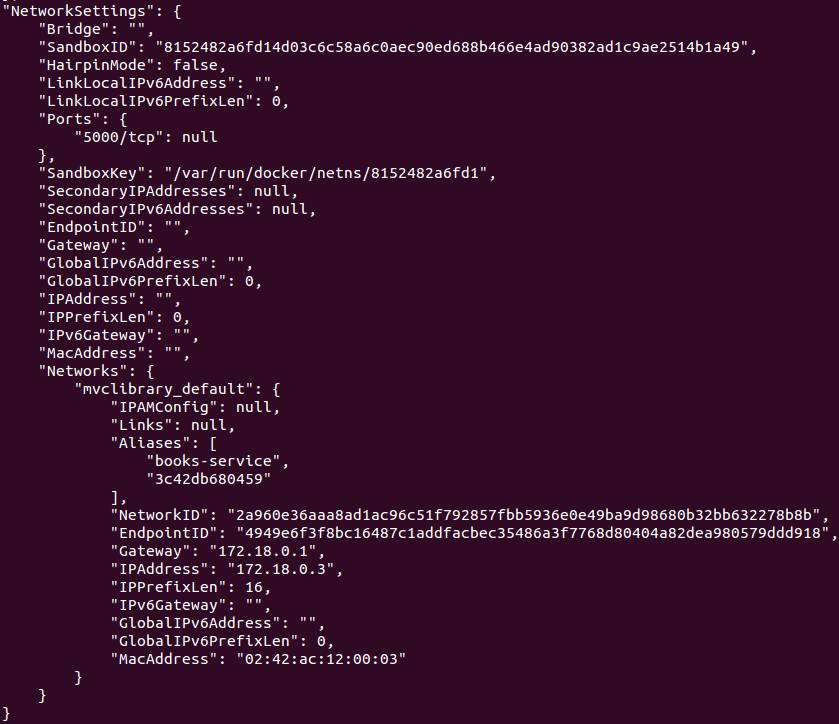 "NetworkSettings": {
"Bridge": "",
"SandboxID": "8152482a6fd14d03c6c58a6c0aec90ed688b466e4ad90382ad1c9ae2514b1a49",
"HairpinMode": false,
"LinkLocalIPv6Address": "",
"LinkLocalIPv6PrefixLen": 0,
"Ports": {
"5000/tcp": null
},
"SandboxKey": "/var/run/docker/netns/8152482a6fd1",
"SecondaryIPAddresses": null,
"SecondaryIPv6Addresses": null,
"EndpointID": "",
"Gateway": "",
"GlobalIPv6Address": "",
"GlobalIPv6PrefixLen": 0,
"IPAddress": "",
"IPPrefixLen": 0,
"IPv6Gateway": "",
"MacAddress": "",
"Networks": {
"mvclibrary_default": {
"IPAMConfig": null,
"Links": null,
"Aliases": [
"books-service",
"3c42db680459"
],
"NetworkID": "2a960e36aaa8ad1ac96c51f792857fbb5936e0e49ba9d98680b32bb632278b8b",
"EndpointID": "4949e6f3f8bc16487c1addfacbec35486a3f7768d80404a82dea980579ddd918",
"Gateway": "172.18.0.1",
"IPAddress": "172.18.0.3",
"IPPrefixLen": 16,
"IPv6Gateway": "",
"GlobalIPv6Address": "",
"GlobalIPv6PrefixLen": 0,
"MacAddress": "02:42:ac:12:00:03"
}
}
}